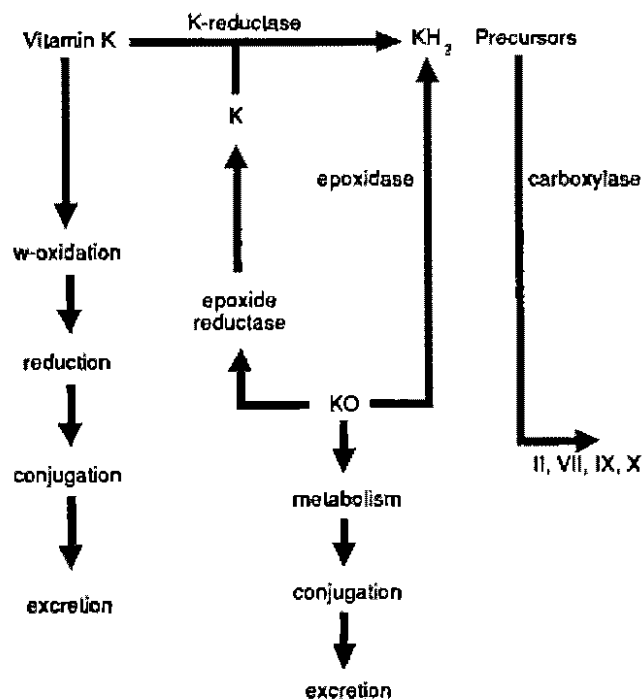 K-reductase
Vitamin K
KH2
Precursors
K
epoxidase
carboxylase
w-oxidation
epoxide
reductase
reduction
KO
II, VII, IX, X
conjugation
metabolism
conjugation
excretion
excretion